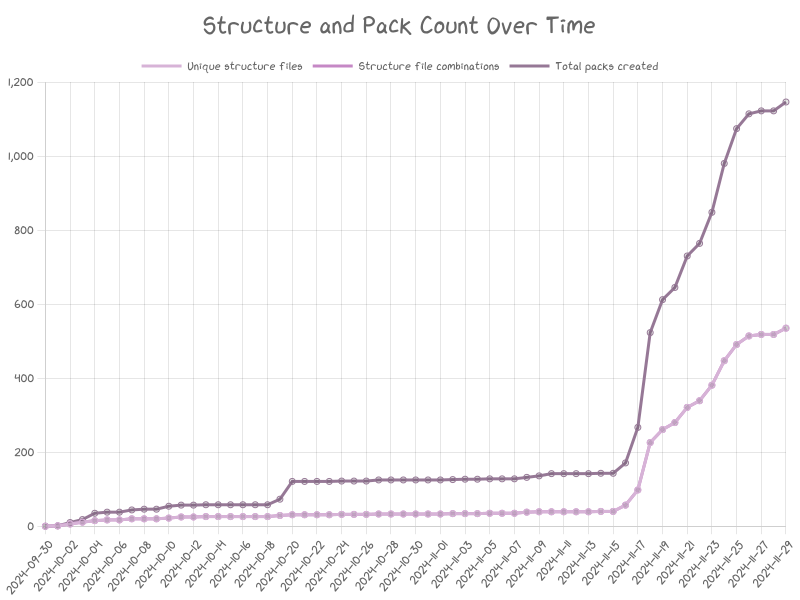 Structure and Pack Count Over Time
Unique structure files Structure file combinations Total packs created
1,200
1,000
800
600
400
200
0
2024-09-30 2024-10-02 2024-10-04 2024-10-06 2024-10-08 2024-10-10 2024-10-12 2024-10-14 2024-10-16 2024-10-18 2024-10-20 2024-10-22 2024-10-24 2024-10-26 2024-10-28 2024-10-30 2024-11-01 2024-11-03 2024-11-05 2024-11-07 2024-11-09 2024-11-11 2024-11-13 2024-11-15 2024-11-17 2024-11-19 2024-11-21 2024-11-23 2024-11-25 2024-11-27 2024-11-29